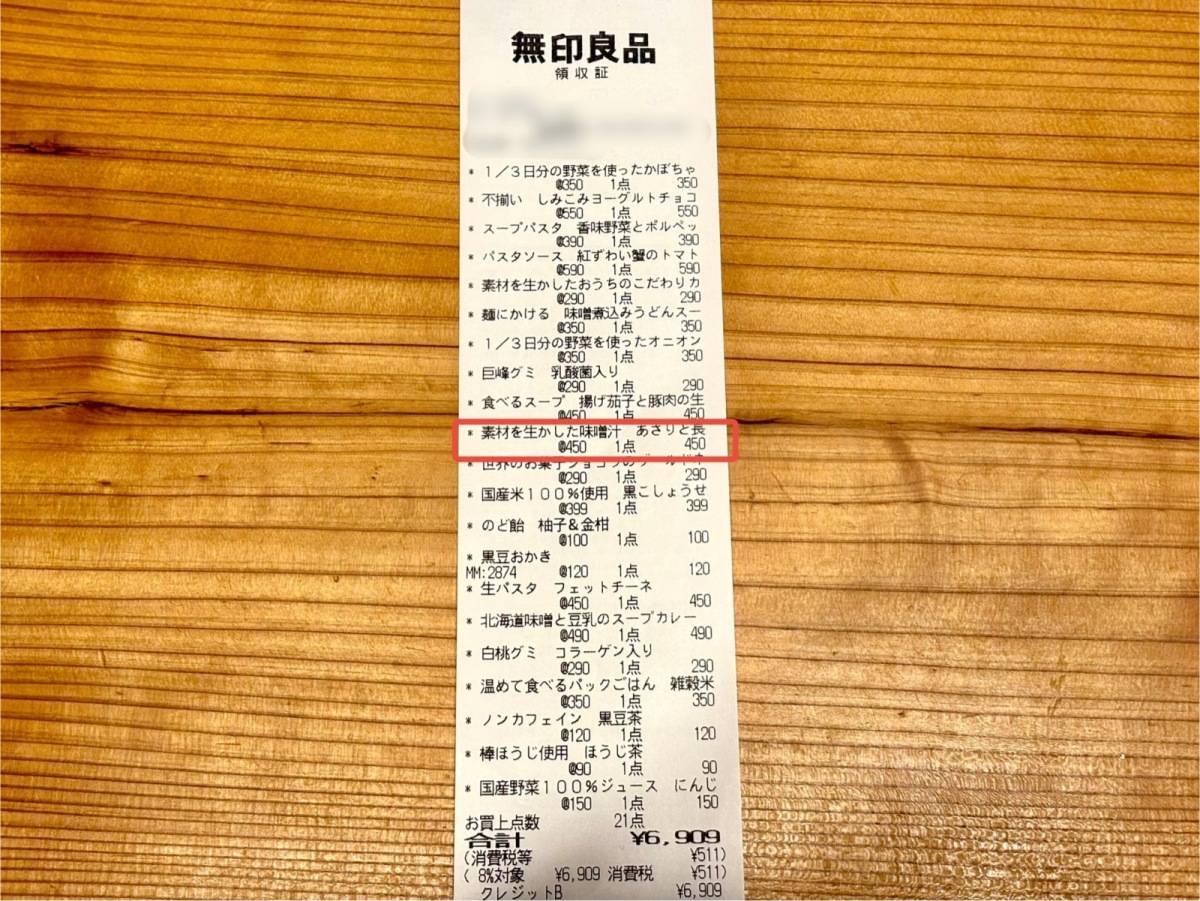 無印良品
領収証
* 1/3日分の野菜を使ったかぼちゃ
@350 1点 350
* 不揃い しみこみヨーグルトチョコ
@550 1点 550
* スープパスタ 香味野菜とポルペッ
@390 1点 390
* パスタソース 紅ずわい蟹のトマト
@590 1点 590
* 素材を生かしたおうちのこだわりカ
@290 1点 290
* 麺にかける 味噌煮込みうどんスー
@350 1点 350
* 1/3日分の野菜を使ったオニオン
@350 1点 350
* 巨峰グミ 乳酸菌入り
@290 1点 290
* 食べるスープ 揚げ茄子と豚肉の生
@450 1点 450
* 素材を生かした味噌汁 あさりと長
@450 1点 450
* 世界のお菓子ショコラのブールドネ
@290 1点 290
* 国産米100%使用 黒こしょうせ
@399 1点 399
* のど飴 柚子&金柑
@100 1点 100
* 黒豆おかき
MM:2874 @120 1点 120
* 生パスタ フェットチーネ
@450 1点 450
* 北海道味噌と豆乳のスープカレー
@490 1点 490
* 白桃グミ コラーゲン入り
@290 1点 290
* 温めて食べるパックごはん 雑穀米
@350 1点 350
* ノンカフェイン 黒豆茶
@120 1点 120
* 棒ほうじ使用 ほうじ茶
@90 1点 90
* 国産野菜100%ジュース にんじ
@150 1点 150
お買上点数 21点
合計 ¥6,909
(消費税等 ¥511)
( 8%対象 ¥6,909 消費税 ¥511)
クレジットB ¥6,909